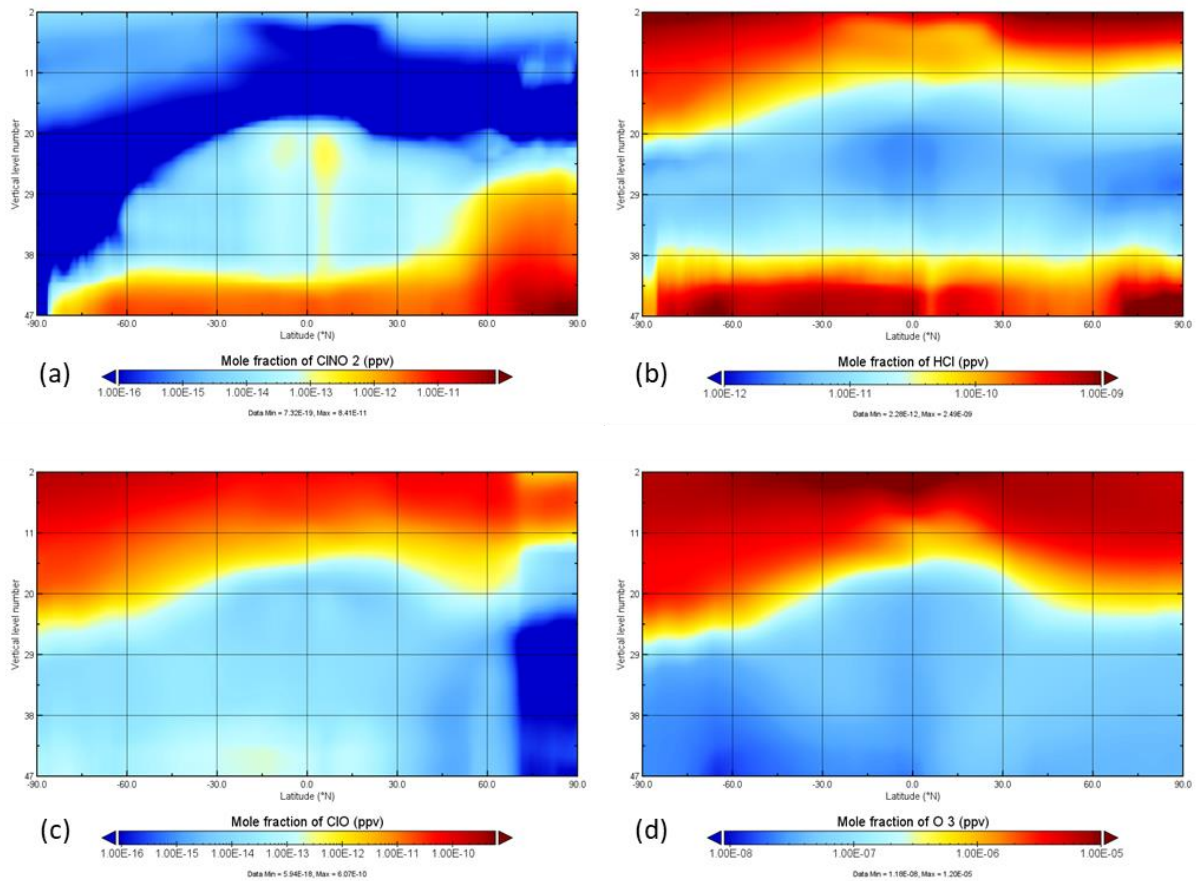 2
11
20
29
38
47
Vertical level number
-90.0 -60.0 -30.0 0.0 30.0 60.0 90.0
Latitude (°N)
(a)
Mole fraction of ClNO 2 (ppv)
1.00E-16 1.00E-15 1.00E-14 1.00E-13 1.00E-12 1.00E-11
Data Min = 7.32E-19, Max = 8.41E-11
2
11
20
29
38
47
Vertical level number
-90.0 -60.0 -30.0 0.0 30.0 60.0 90.0
Latitude (°N)
(b)
Mole fraction of HCl (ppv)
1.00E-12 1.00E-11 1.00E-10 1.00E-09
Data Min = 2.28E-12, Max = 2.49E-09
2
11
20
29
38
47
Vertical level number
-90.0 -60.0 -30.0 0.0 30.0 60.0 90.0
Latitude (°N)
(c)
Mole fraction of ClO (ppv)
1.00E-16 1.00E-15 1.00E-14 1.00E-13 1.00E-12 1.00E-11 1.00E-10
Data Min = 5.94E-18, Max = 6.07E-10
2
11
20
29
38
47
Vertical level number
-90.0 -60.0 -30.0 0.0 30.0 60.0 90.0
Latitude (°N)
(d)
Mole fraction of O 3 (ppv)
1.00E-08 1.00E-07 1.00E-06 1.00E-05
Data Min = 1.18E-08, Max = 1.20E-05